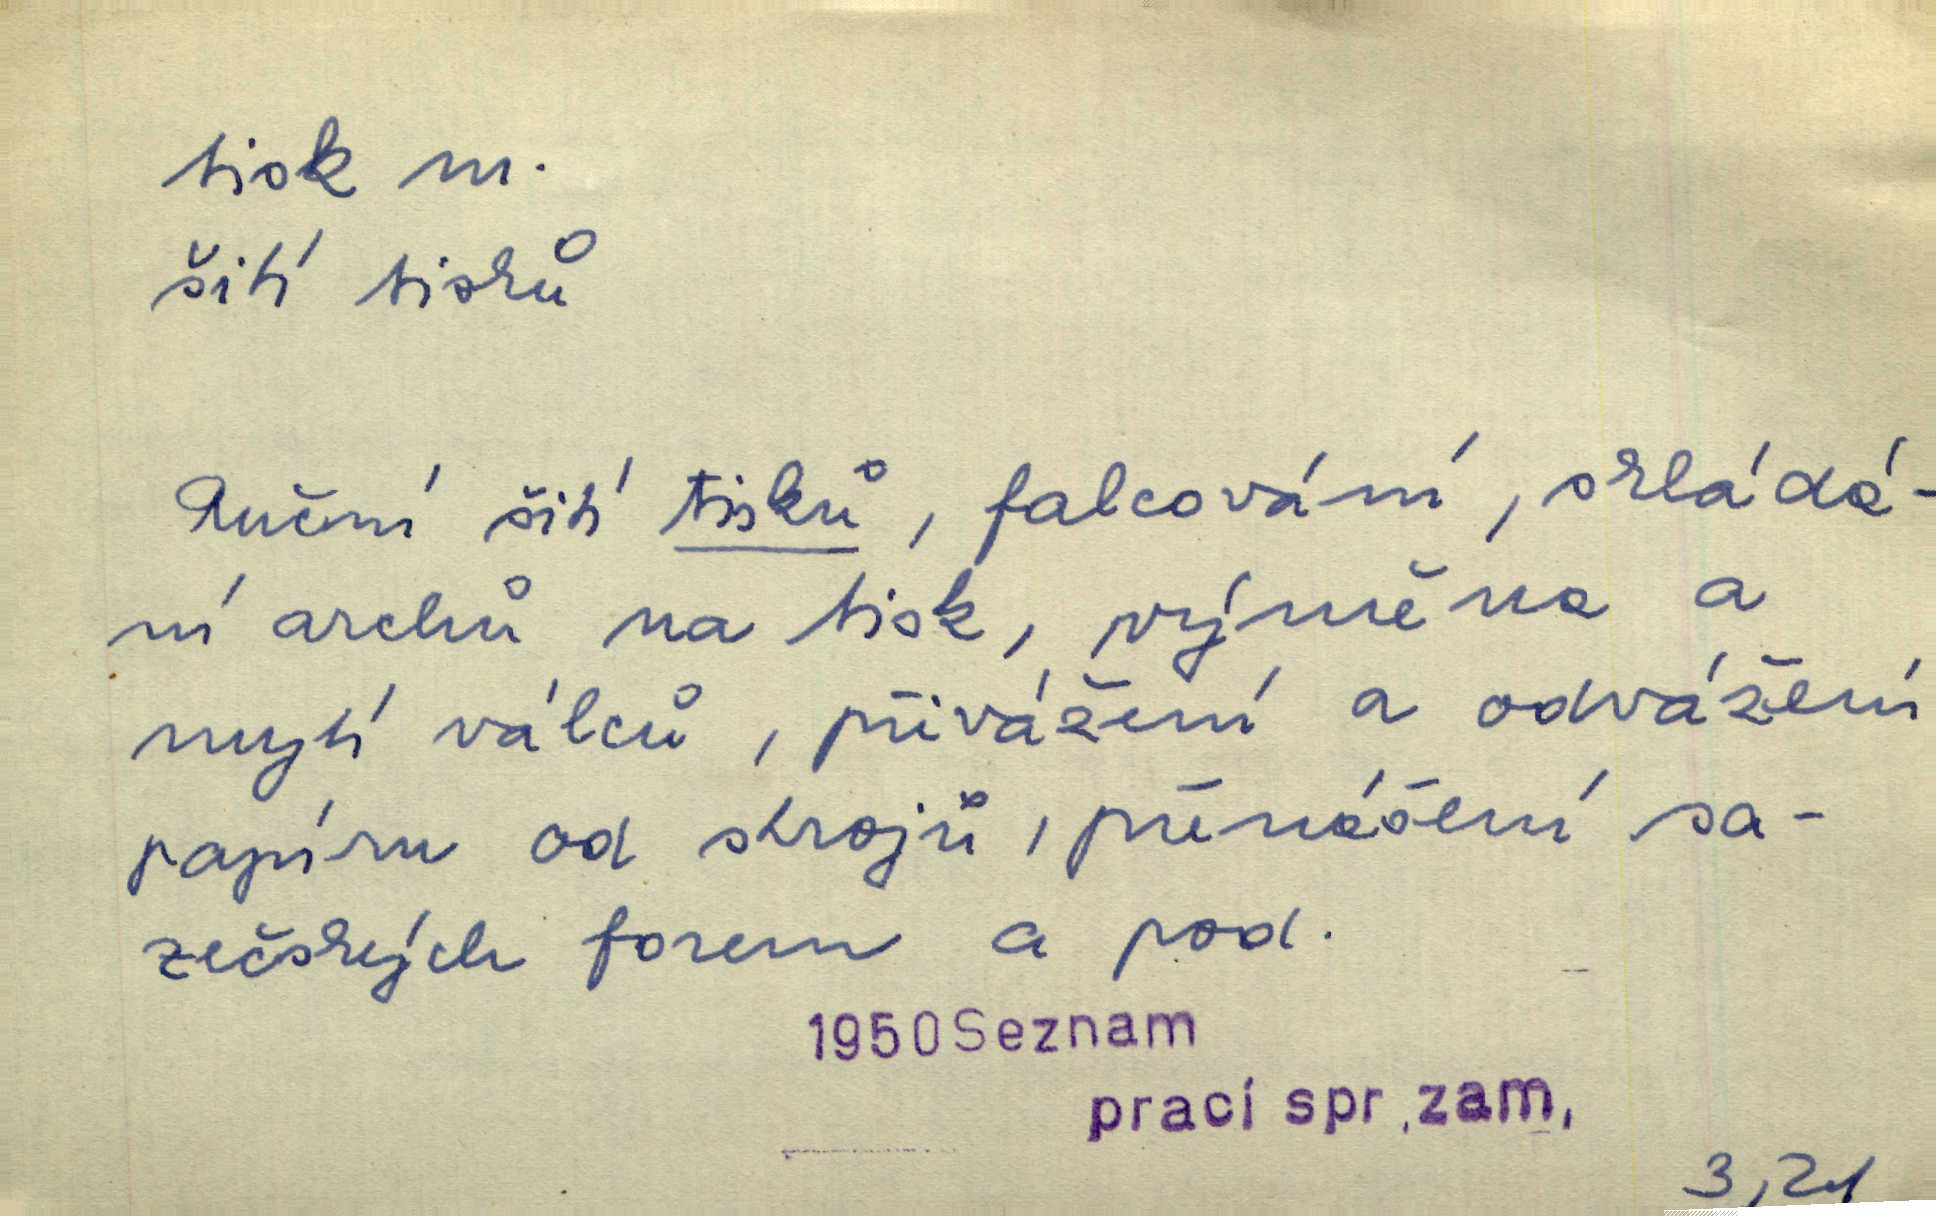 tisk m.
šití tisků
Ruční šití tisků, falcování, skládá-
ní archů na tisk, výměna a
mytí válců, přivážení a odvážení
papíru od strojů, přenášení sa-
zečských forem a pod.
1950 Seznam
prací spr. zam.
3,21